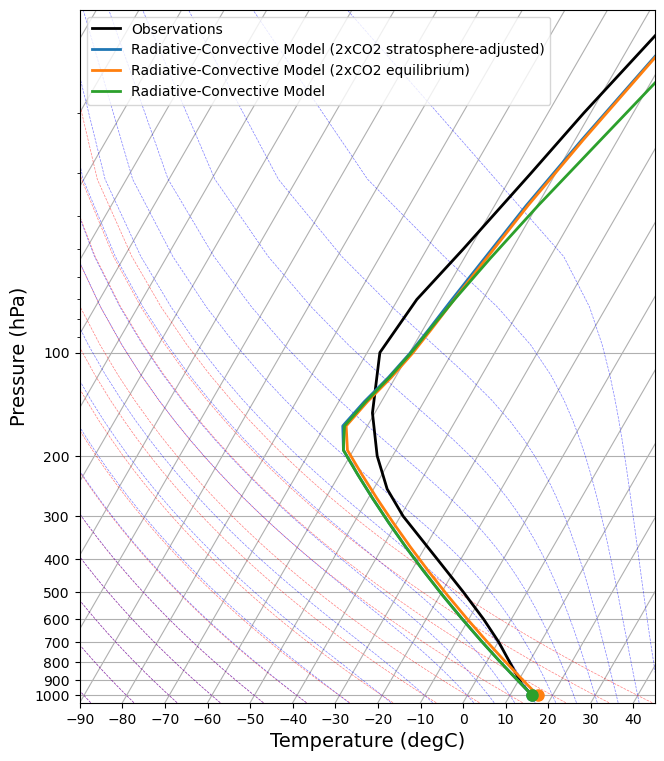 Observations
Radiative-Convective Model (2xCO2 stratosphere-adjusted)
Radiative-Convective Model (2xCO2 equilibrium)
Radiative-Convective Model
Pressure (hPa)
100
200
300
400
500
600
700
800
900
1000
−90 −80 −70 −60 −50 −40 −30 −20 −10 0 10 20 30 40
Temperature (degC)